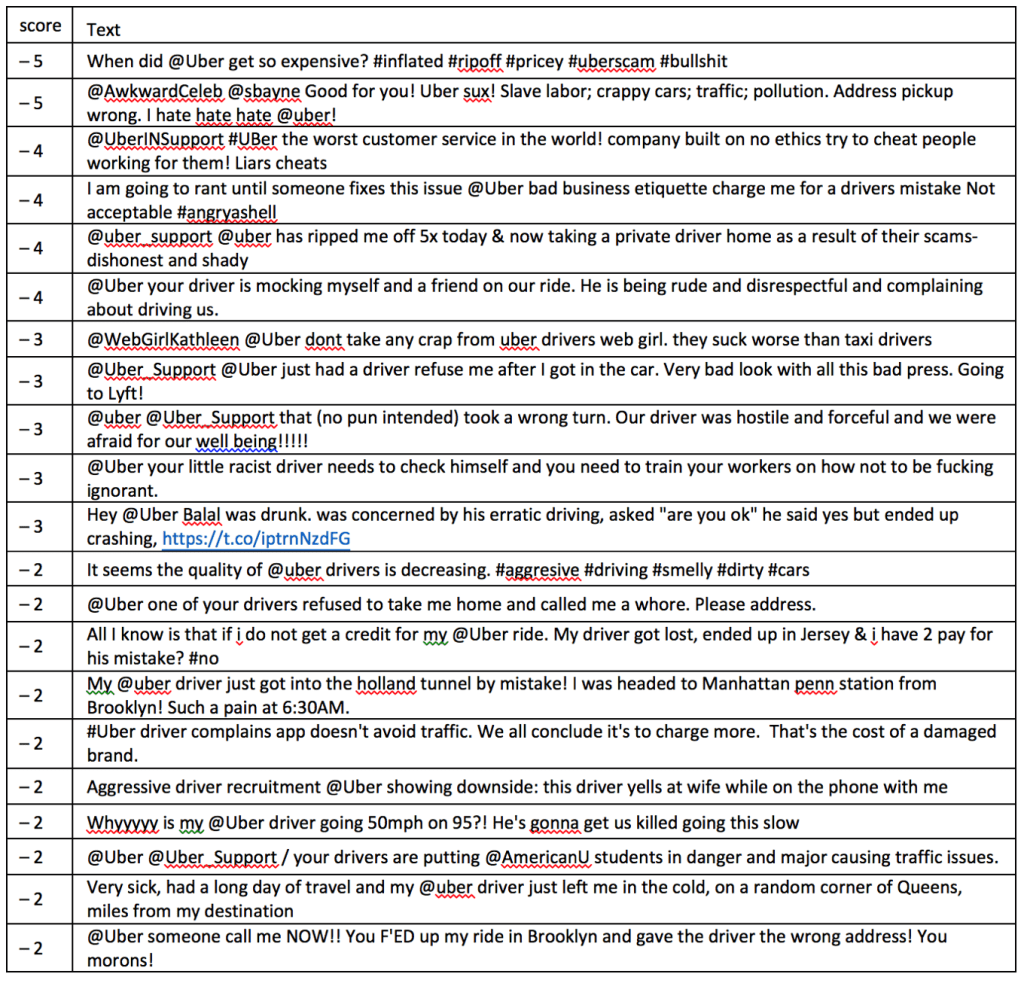 score Text
– 5 When did @Uber get so expensive? #inflated #ripoff #pricey #uberscam #bullshit
– 5 @AwkwardCeleb @sbayne Good for you! Uber sux! Slave labor; crappy cars; traffic; pollution. Address pickup
wrong. I hate hate hate @uber!
– 4 @UberINSupport #UBer the worst customer service in the world! company built on no ethics try to cheat people
working for them! Liars cheats
– 4 I am going to rant until someone fixes this issue @Uber bad business etiquette charge me for a drivers mistake Not
acceptable #angryashell
– 4 @uber_support @uber has ripped me off 5x today & now taking a private driver home as a result of their scams-
dishonest and shady
– 4 @Uber your driver is mocking myself and a friend on our ride. He is being rude and disrespectful and complaining
about driving us.
– 3 @WebGirlKathleen @Uber dont take any crap from uber drivers web girl. they suck worse than taxi drivers
– 3 @Uber_Support @Uber just had a driver refuse me after I got in the car. Very bad look with all this bad press. Going
to Lyft!
– 3 @uber @Uber_Support that (no pun intended) took a wrong turn. Our driver was hostile and forceful and we were
afraid for our well being!!!!!
– 3 @Uber your little racist driver needs to check himself and you need to train your workers on how not to be fucking
ignorant.
– 3 Hey @Uber Balal was drunk. was concerned by his erratic driving, asked "are you ok" he said yes but ended up
crashing, https://t.co/iptrnNzdFG
– 2 It seems the quality of @uber drivers is decreasing. #aggresive #driving #smelly #dirty #cars
– 2 @Uber one of your drivers refused to take me home and called me a whore. Please address.
– 2 All I know is that if i do not get a credit for my @Uber ride. My driver got lost, ended up in Jersey & i have 2 pay for
his mistake? #no
– 2 My @uber driver just got into the holland tunnel by mistake! I was headed to Manhattan penn station from
Brooklyn! Such a pain at 6:30AM.
– 2 #Uber driver complains app doesn't avoid traffic. We all conclude it's to charge more.  That's the cost of a damaged
brand.
– 2 Aggressive driver recruitment @Uber showing downside: this driver yells at wife while on the phone with me
– 2 Whyyyyy is my @Uber driver going 50mph on 95?! He's gonna get us killed going this slow
– 2 @Uber @Uber_Support / your drivers are putting @AmericanU students in danger and major causing traffic issues.
– 2 Very sick, had a long day of travel and my @uber driver just left me in the cold, on a random corner of Queens,
miles from my destination
– 2 @Uber someone call me NOW!! You F'ED up my ride in Brooklyn and gave the driver the wrong address! You
morons!